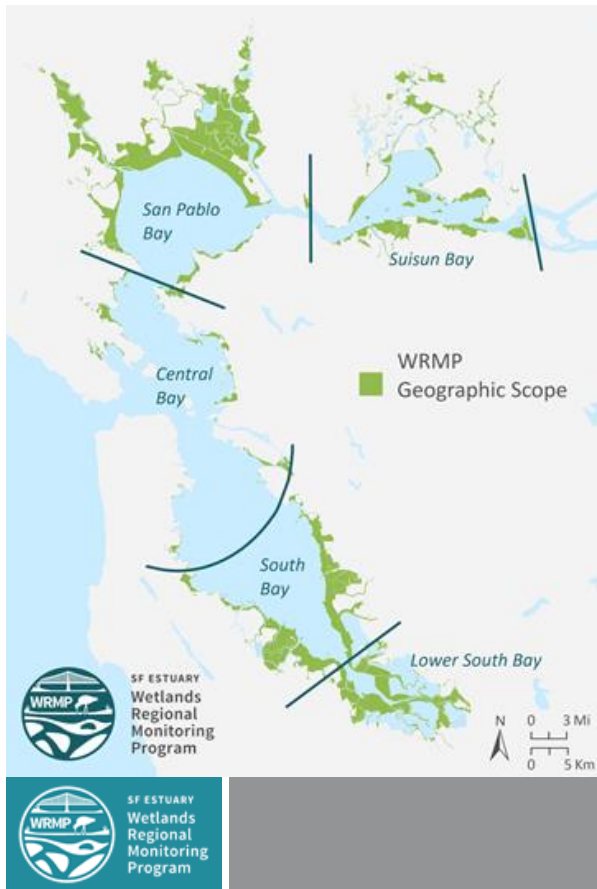 San Pablo
Bay
Suisun Bay
Central
Bay
WRMP
Geographic Scope
South
Bay
Lower South Bay
SF ESTUARY
WRMP
Wetlands
Regional
Monitoring
Program
N
0 3 Mi
0 5 Km
SF ESTUARY
WRMP
Wetlands
Regional
Monitoring
Program